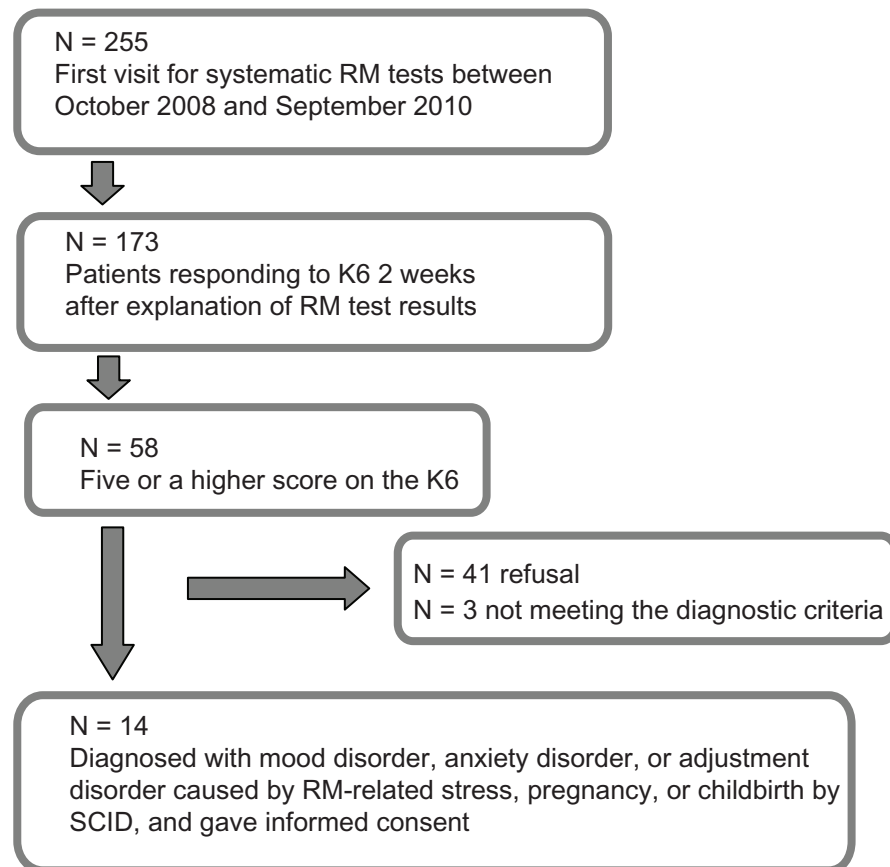 N = 255
First visit for systematic RM tests between
October 2008 and September 2010
N = 173
Patients responding to K6 2 weeks
after explanation of RM test results
N = 58
Five or a higher score on the K6
N = 41 refusal
N = 3 not meeting the diagnostic criteria
N = 14
Diagnosed with mood disorder, anxiety disorder, or adjustment
disorder caused by RM-related stress, pregnancy, or childbirth by
SCID, and gave informed consent